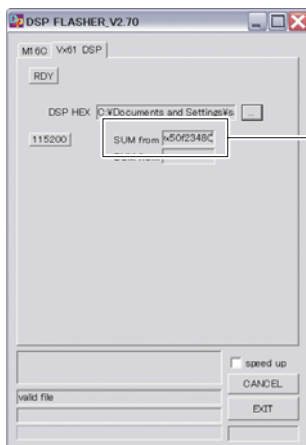 DSP FLASHER_V2.70
M16C Vx61 DSP
RDY
DSP HEX C:¥Documents and Settings¥s ...
115200 SUM from 0x50f2348C
speed up
CANCEL
valid file
EXIT